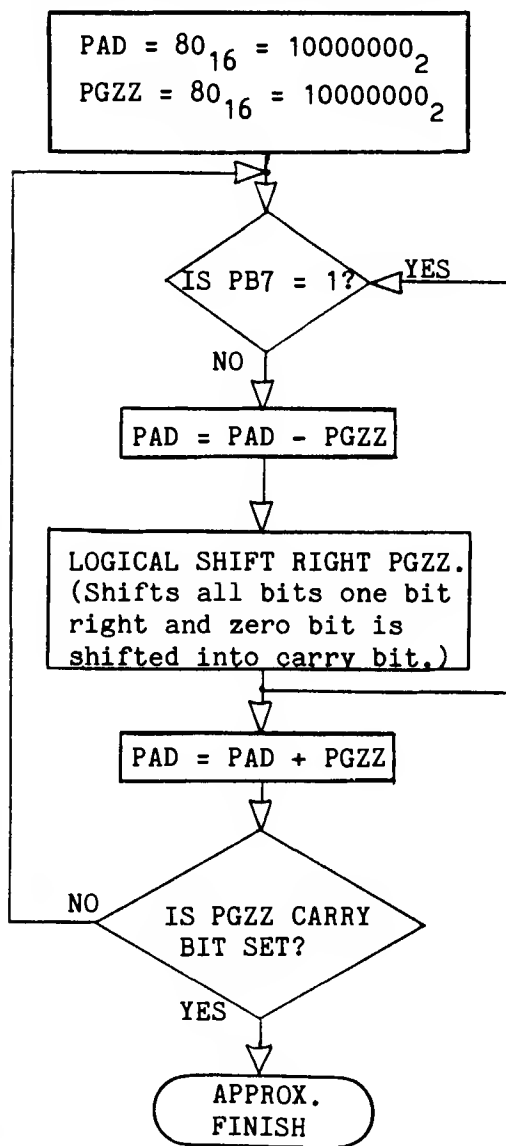 PAD = 80₁₆ = 10000000₂
PGZZ = 80₁₆ = 10000000₂
IS PB7 = 1?
YES
NO
PAD = PAD - PGZZ
LOGICAL SHIFT RIGHT PGZZ.
(Shifts all bits one bit
right and zero bit is
shifted into carry bit.)
PAD = PAD + PGZZ
NO
IS PGZZ CARRY
BIT SET?
YES
APPROX.
FINISH